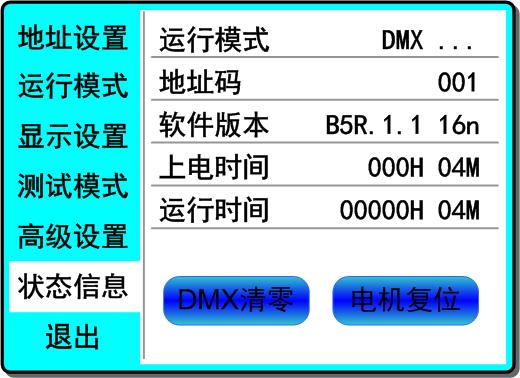 地址设置
运行模式
显示设置
测试模式
高级设置
状态信息
退出
运行模式 DMX ...
地址码 001
软件版本 B5R.1.1 16n
上电时间 000H 04M
运行时间 00000H 04M
DMX清零 电机复位